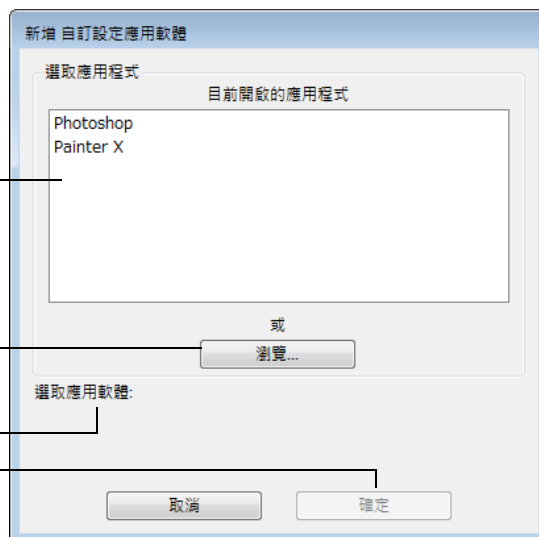 新增 自訂設定應用軟體
選取應用程式
目前開啟的應用程式
Photoshop
Painter X
或
瀏覽...
選取應用軟體:
取消
確定